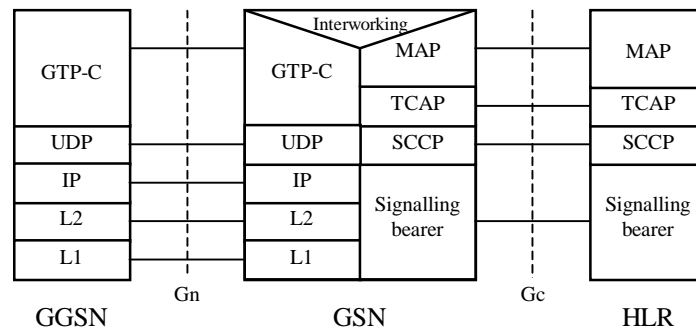 Interworking
GTP-C
GTP-C
MAP
MAP
TCAP
TCAP
UDP
UDP
SCCP
SCCP
IP
IP
L2
L2
Signalling
bearer
Signalling
bearer
L1
L1
Gn
Gc
GGSN
GSN
HLR